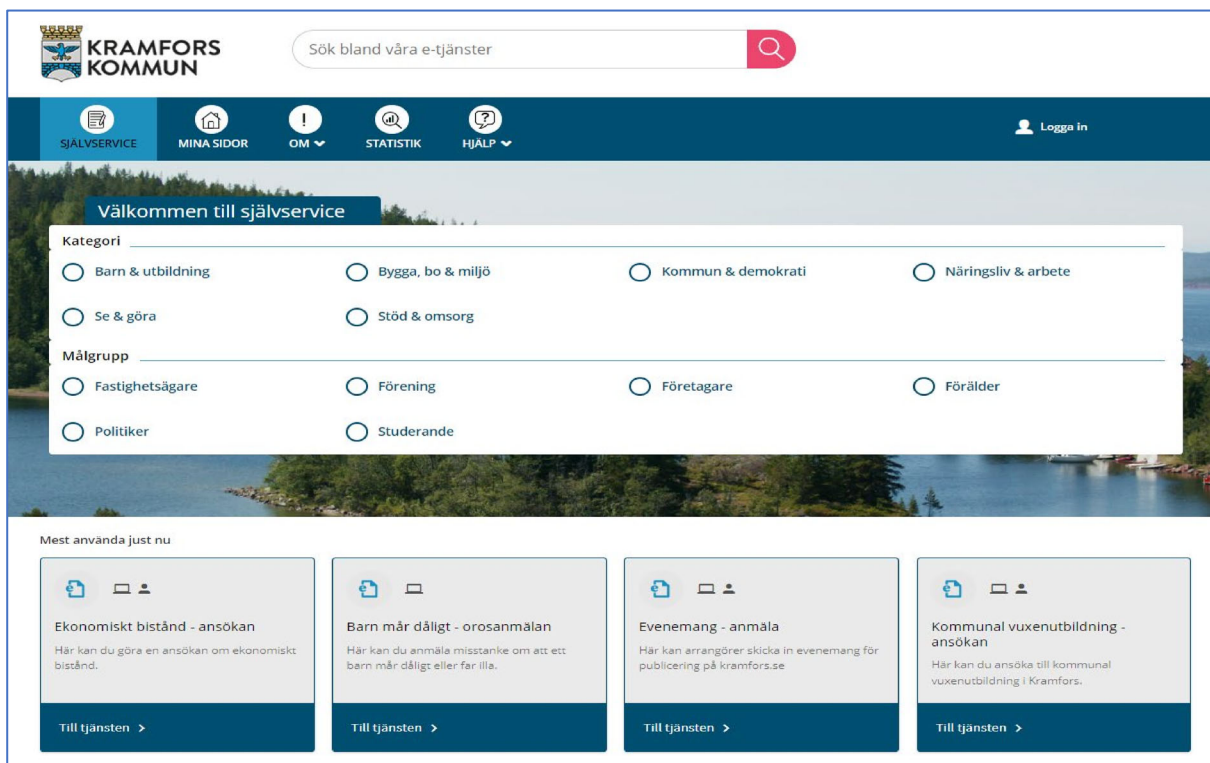 KRAMFORS
KOMMUN
Sök bland våra e-tjänster
SJÄLVSERVICE
MINA SIDOR
OM
STATISTIK
HJÄLP
Logga in
Välkommen till självservice
Kategori
Barn & utbildning
Bygga, bo & miljö
Kommun & demokrati
Näringsliv & arbete
Se & göra
Stöd & omsorg
Målgrupp
Fastighetsägare
Förening
Företagare
Förälder
Politiker
Studerande
Mest använda just nu
Ekonomiskt bistånd - ansökan
Här kan du göra en ansökan om ekonomiskt
bistånd.
Till tjänsten >
Barn mår dåligt - orosanmälan
Här kan du anmäla misstanke om att ett
barn mår dåligt eller far illa.
Till tjänsten >
Evenemang - anmäla
Här kan arrangörer skicka in evenemang för
publicering på kramfors.se
Till tjänsten >
Kommunal vuxenutbildning -
ansökan
Här kan du ansöka till kommunal
vuxenutbildning i Kramfors.
Till tjänsten >